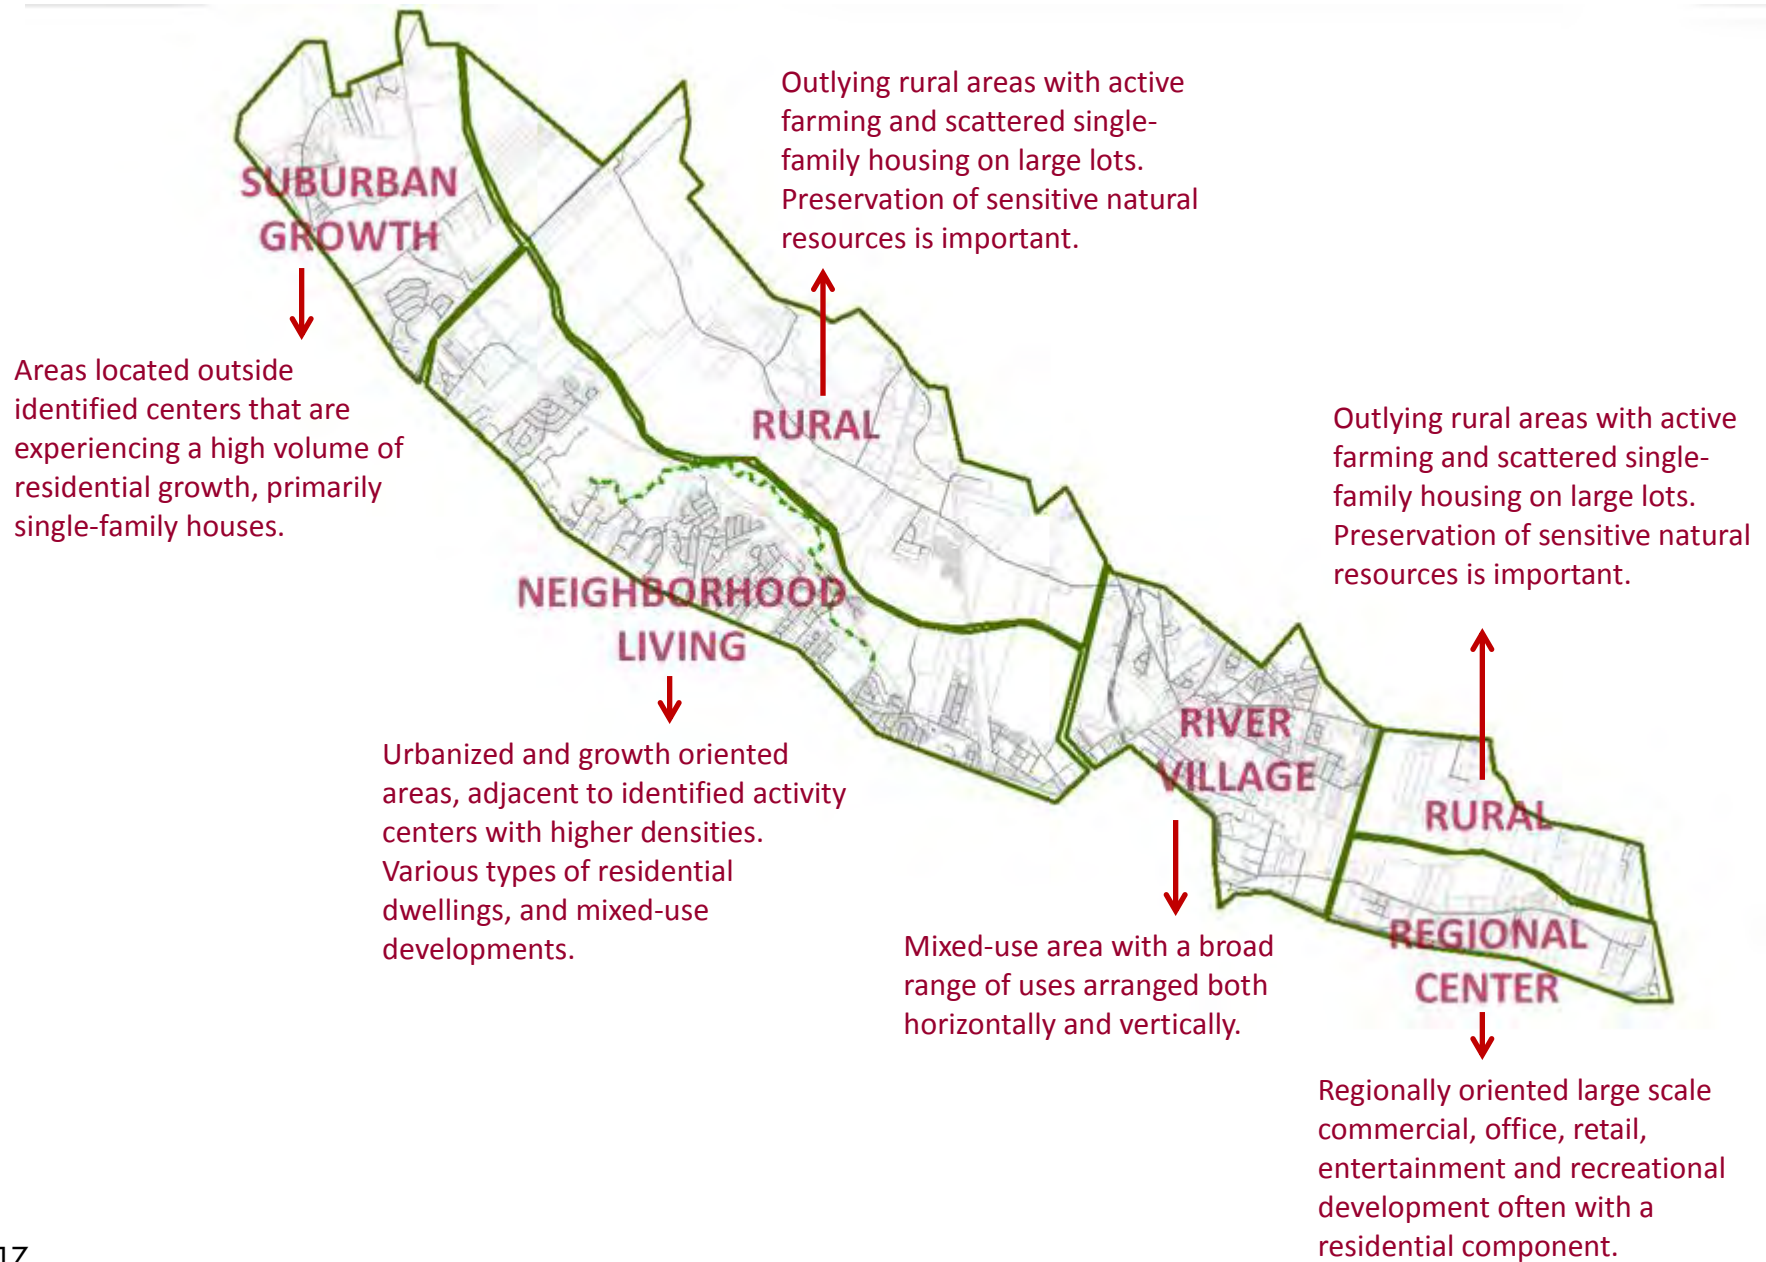 Outlying rural areas with active
farming and scattered single-
family housing on large lots.
Preservation of sensitive natural
resources is important.
SUBURBAN
GROWTH
Areas located outside
identified centers that are
experiencing a high volume of
residential growth, primarily
single-family houses.
RURAL
Outlying rural areas with active
farming and scattered single-
family housing on large lots.
Preservation of sensitive natural
resources is important.
NEIGHBORHOOD
LIVING
Urbanized and growth oriented
areas, adjacent to identified activity
centers with higher densities.
Various types of residential
dwellings, and mixed-use
developments.
RIVER
VILLAGE
Mixed-use area with a broad
range of uses arranged both
horizontally and vertically.
RURAL
REGIONAL
CENTER
Regionally oriented large scale
commercial, office, retail,
entertainment and recreational
development often with a
residential component.
17